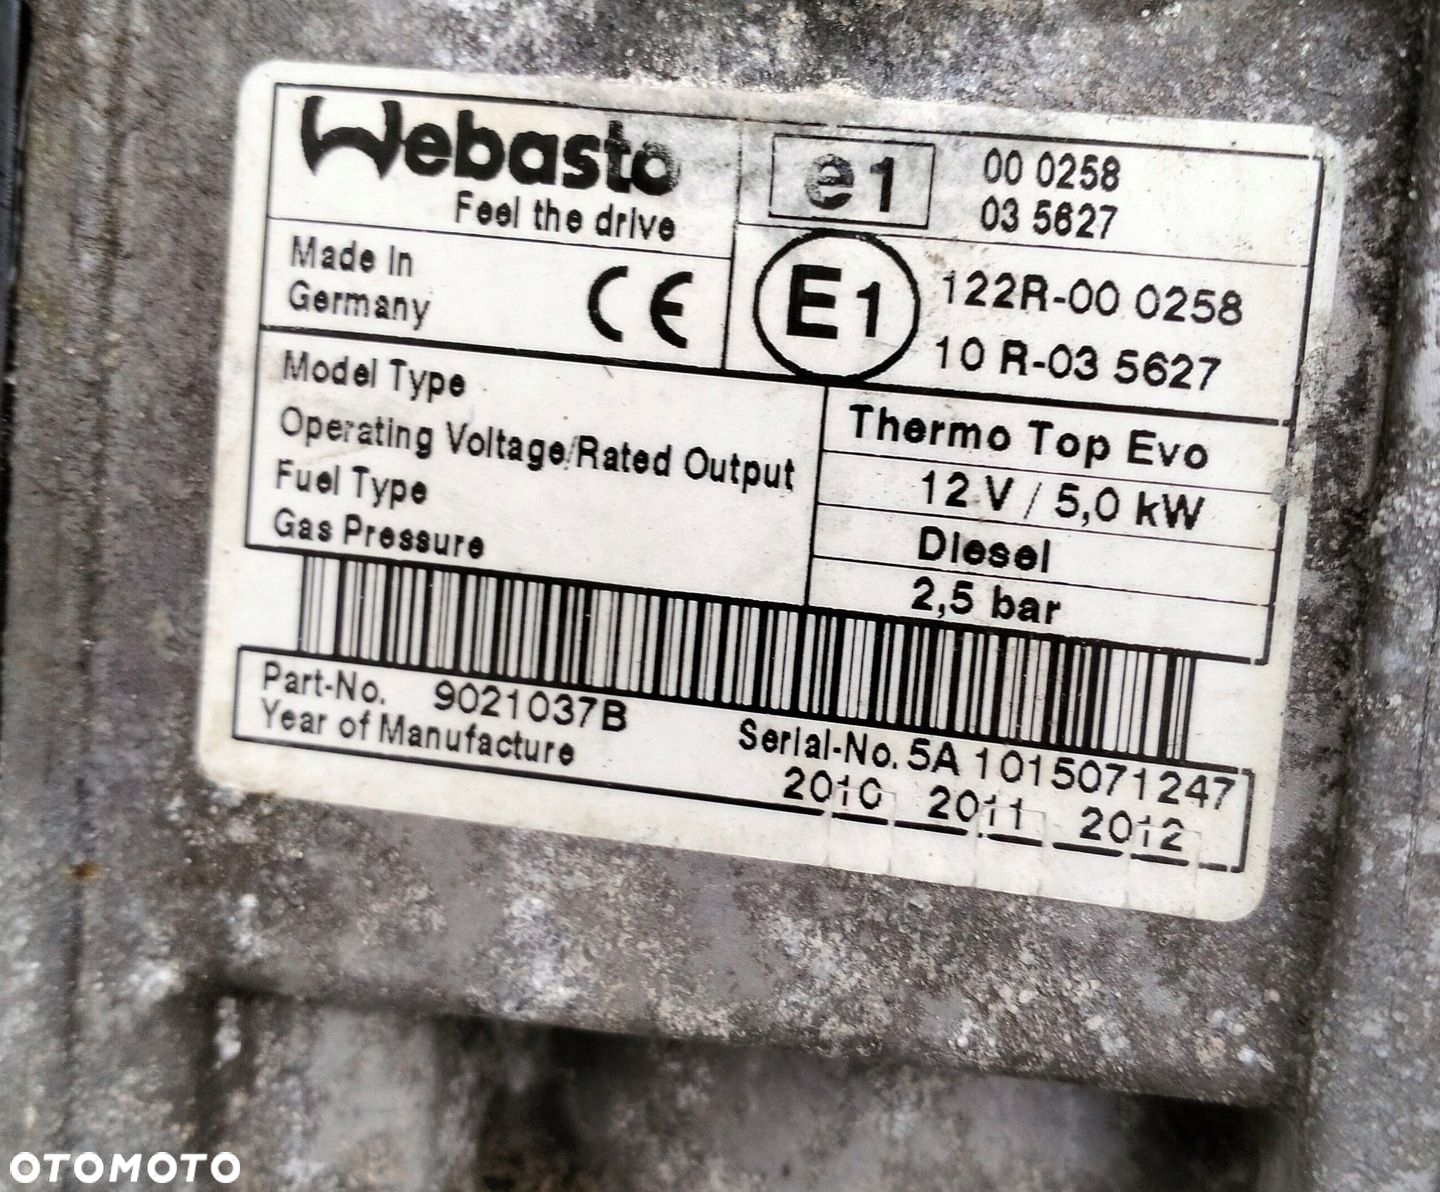 Webasto
Feel the drive
e1
00 0258
03 5627
Made in
Germany
CE
E1
122R-00 0258
10 R-03 5627
Model Type
Thermo Top Evo
Operating Voltage/Rated Output
12 V / 5,0 kW
Fuel Type
Diesel
Gas Pressure
2,5 bar
Part-No. 9021037B
Serial-No. 5A 1015071247
Year of Manufacture
2010 2011 2012
OTOMOTO